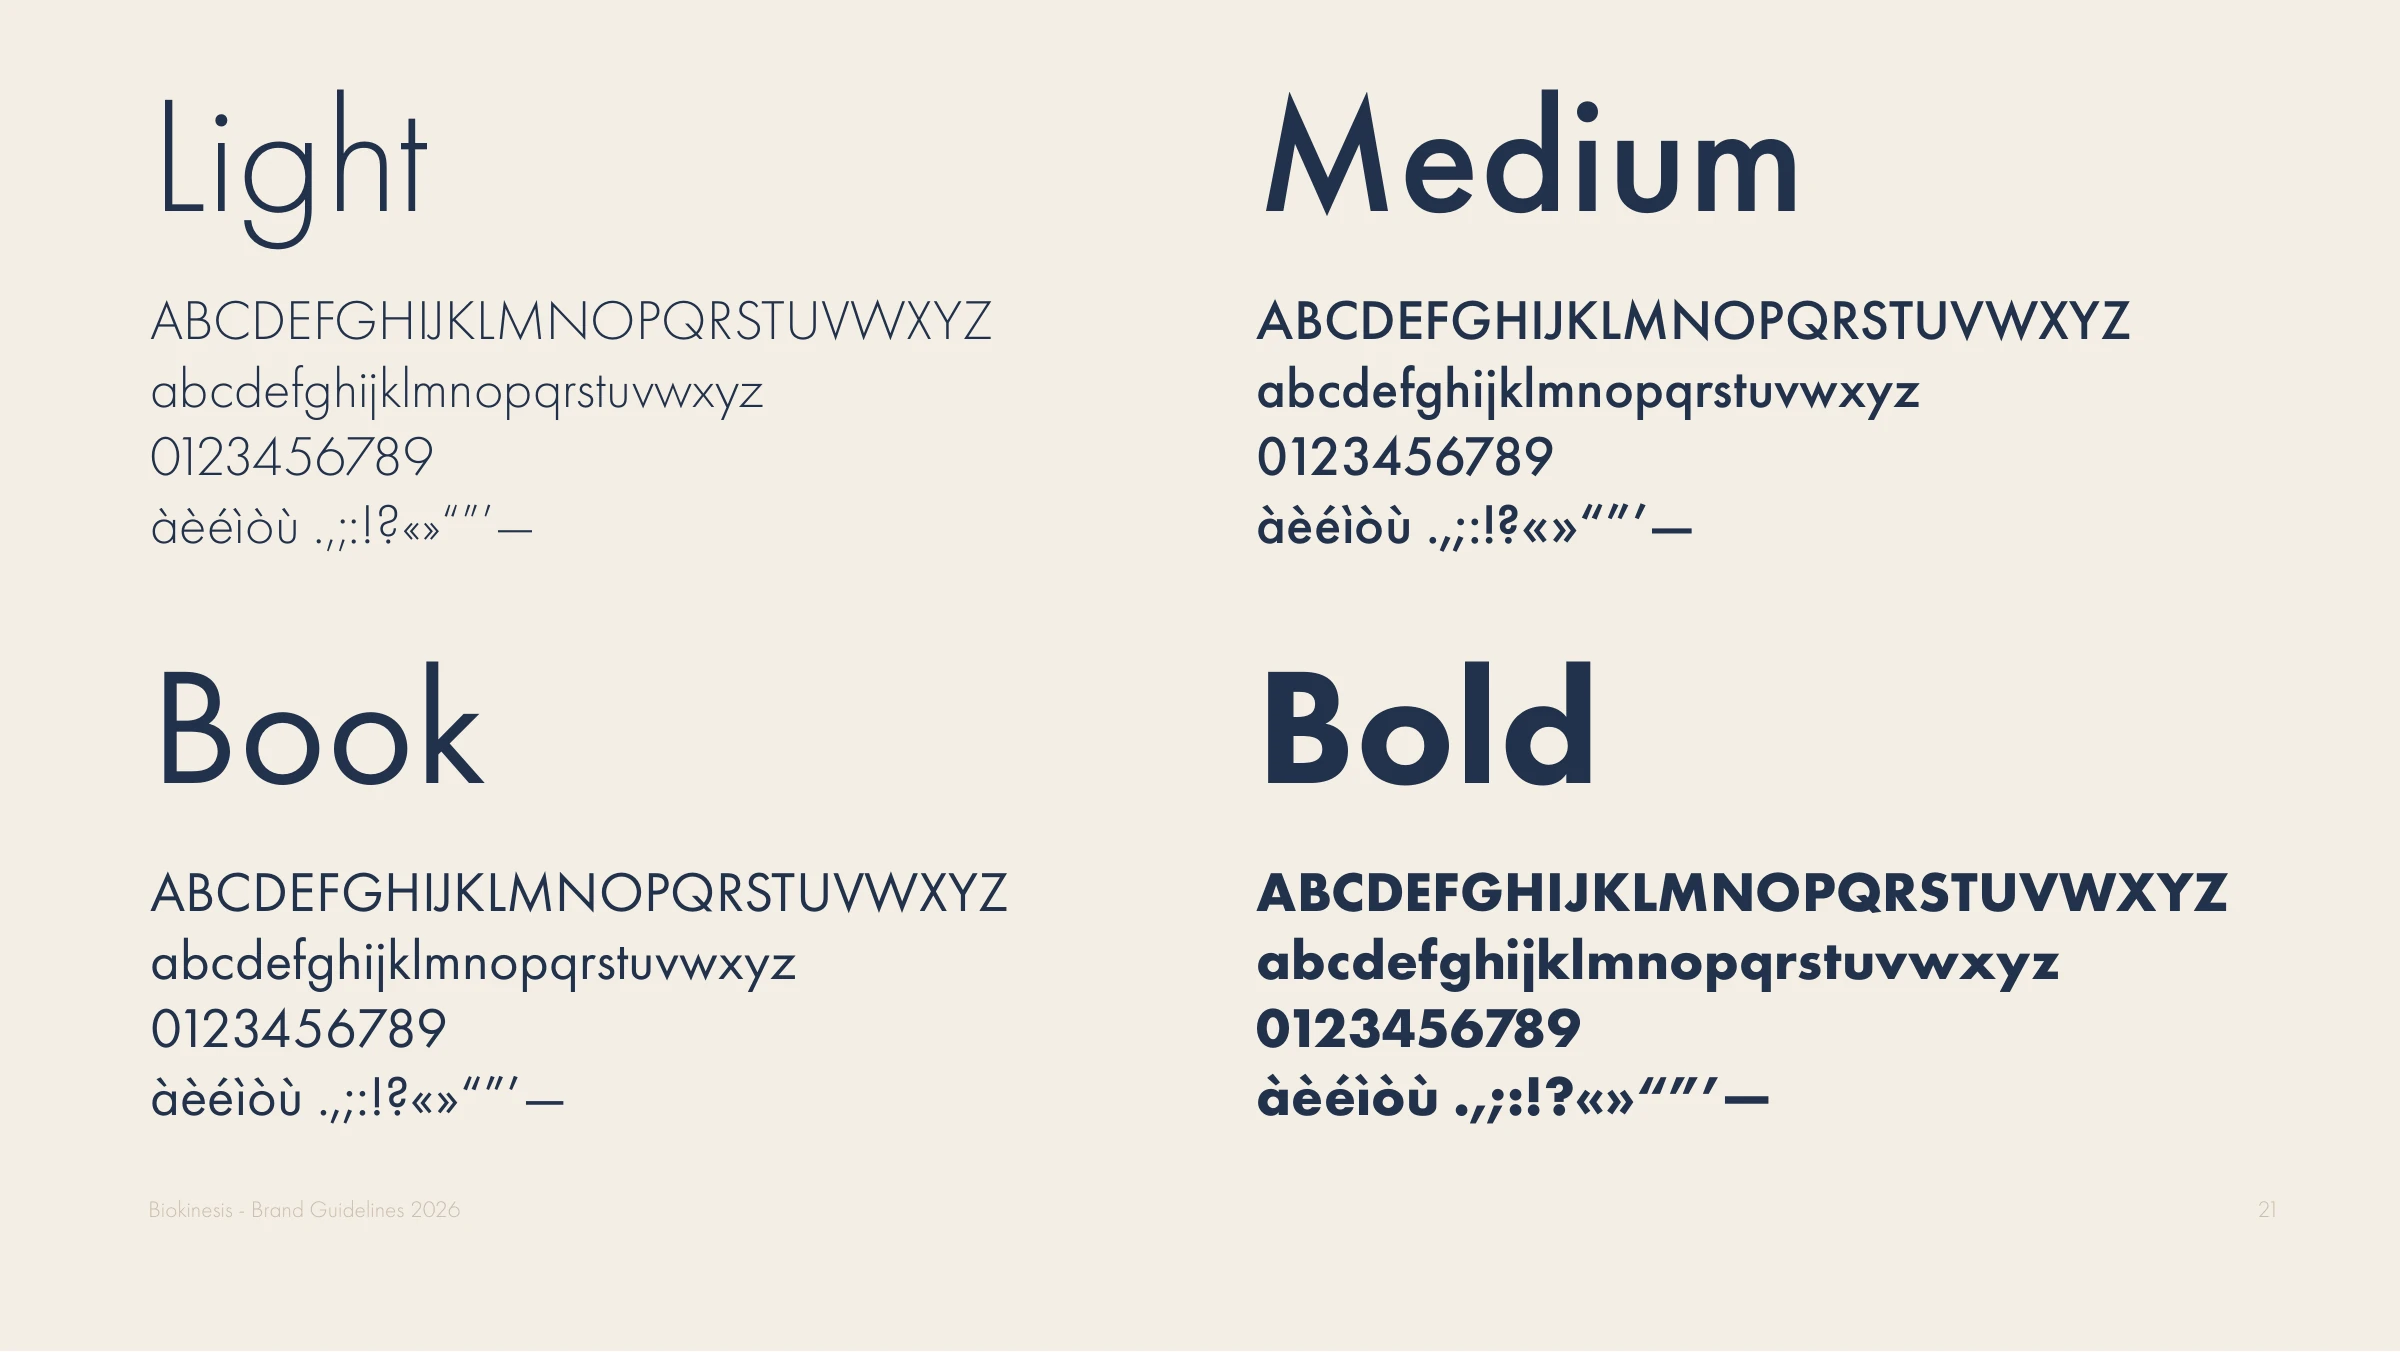 Light
ABCDEFGHIJKLMNOPQRSTUVWXYZ
abcdefghijklmnopqrstuvwxyz
0123456789
àèéìòù .,;:!?«»“”’—
Medium
ABCDEFGHIJKLMNOPQRSTUVWXYZ
abcdefghijklmnopqrstuvwxyz
0123456789
àèéìòù .,;:!?«»“”’—
Book
ABCDEFGHIJKLMNOPQRSTUVWXYZ
abcdefghijklmnopqrstuvwxyz
0123456789
àèéìòù .,;:!?«»“”’—
Bold
ABCDEFGHIJKLMNOPQRSTUVWXYZ
abcdefghijklmnopqrstuvwxyz
0123456789
àèéìòù .,;:!?«»“”’—
Biokinesis - Brand Guidelines 2026
21